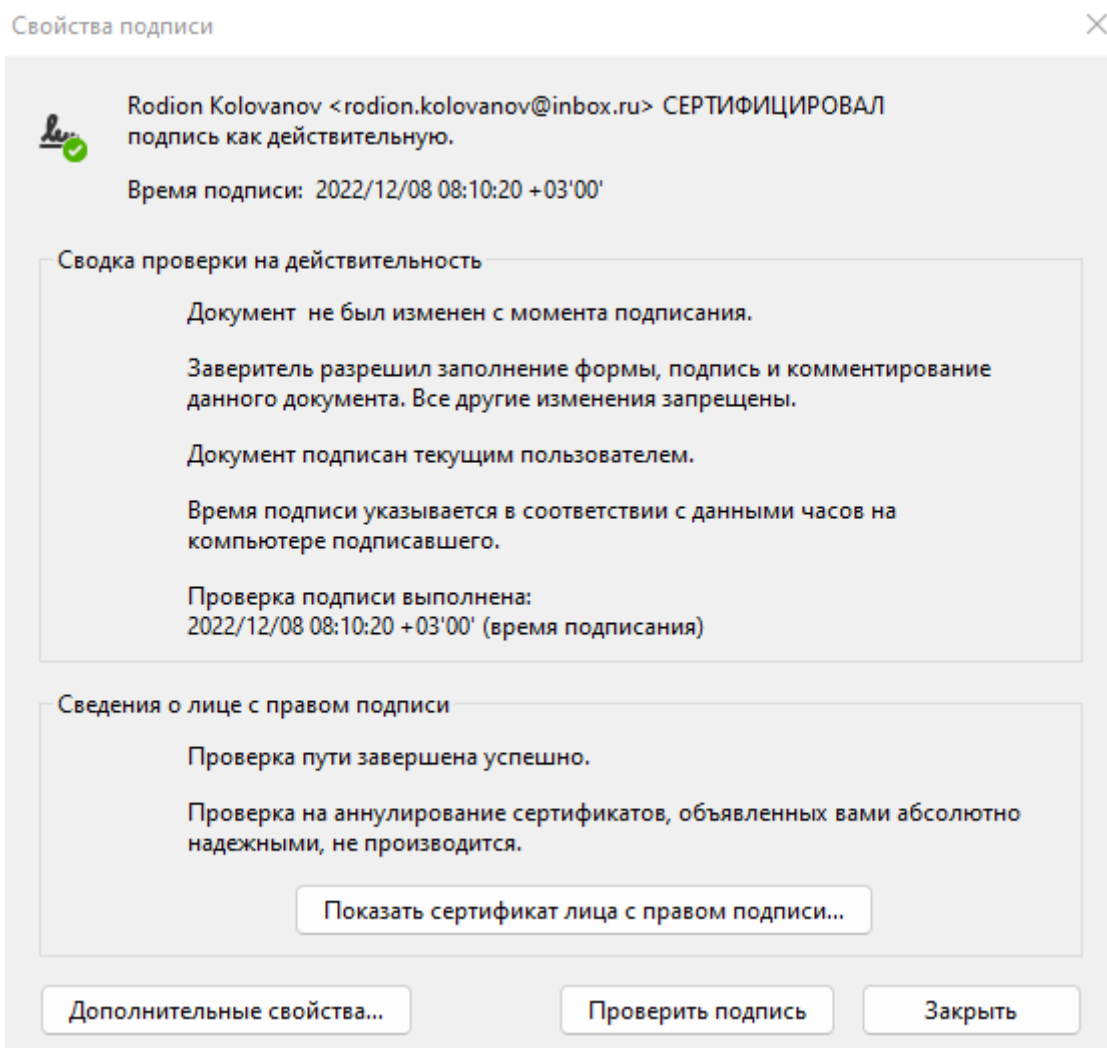 Свойства подписи
Rodion Kolovanov <rodion.kolovanov@inbox.ru> СЕРТИФИЦИРОВАЛ
подпись как действительную.
Время подписи: 2022/12/08 08:10:20 +03'00'
Сводка проверки на действительность
Документ не был изменен с момента подписания.
Заверитель разрешил заполнение формы, подпись и комментирование
данного документа. Все другие изменения запрещены.
Документ подписан текущим пользователем.
Время подписи указывается в соответствии с данными часов на
компьютере подписавшего.
Проверка подписи выполнена:
2022/12/08 08:10:20 +03'00' (время подписания)
Сведения о лице с правом подписи
Проверка пути завершена успешно.
Проверка на аннулирование сертификатов, объявленных вами абсолютно
надежными, не производится.
Показать сертификат лица с правом подписи...
Дополнительные свойства... Проверить подпись Закрыть